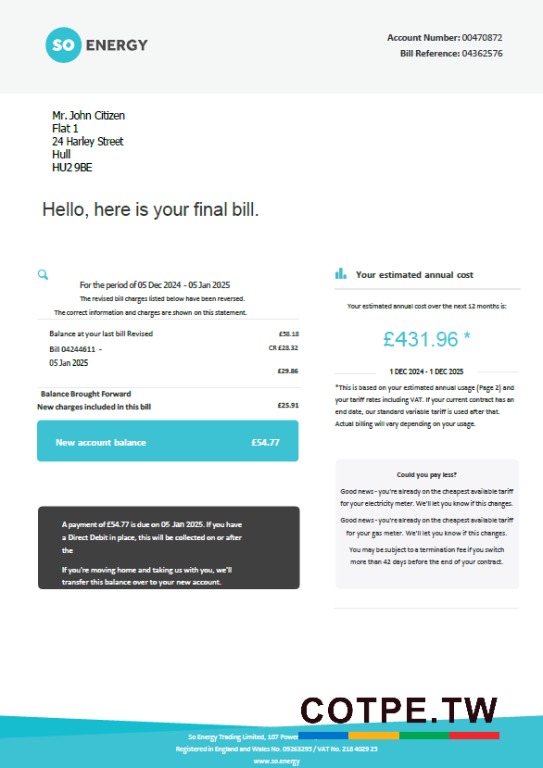 SO ENERGY
Account Number: 00470872
Bill Reference: 04362576
Mr. John Citizen
Flat 1
24 Harley Street
Hull
HU2 9BE
Hello, here is your final bill.
For the period of 05 Dec 2024 - 05 Jan 2025
The revised bill charges listed below have been reversed.
The correct information and charges are shown on this statement.
Balance at your last bill Revised £58.18
Bill 04244611 - CR £28.32
05 Jan 2025
£29.86
Balance Brought Forward
New charges included in this bill £25.91
New account balance £54.77
A payment of £54.77 is due on 05 Jan 2025. If you have
a Direct Debit in place, this will be collected on or after
the
If you're moving home and taking us with you, we'll
transfer this balance over to your new account.
Your estimated annual cost
Your estimated annual cost over the next 12 months is:
£431.96 *
1 DEC 2024 - 1 DEC 2025
*This is based on your estimated annual usage (Page 2) and
your tariff rates including VAT. If your current contract has an
end date, our standard variable tariff is used after that.
Actual billing will vary depending on your usage.
Could you pay less?
Good news - you're already on the cheapest available tariff
for your electricity meter. We'll let you know if this changes.
Good news - you're already on the cheapest available tariff
for your gas meter. We'll let you know if this changes.
You may be subject to a termination fee if you switch
more than 42 days before the end of your contract.
COTPE.TW
So Energy Trading Limited, 107 Power
Registered in England and Wales No. 09263295 / VAT No. 218 4029 25
www.so.energy